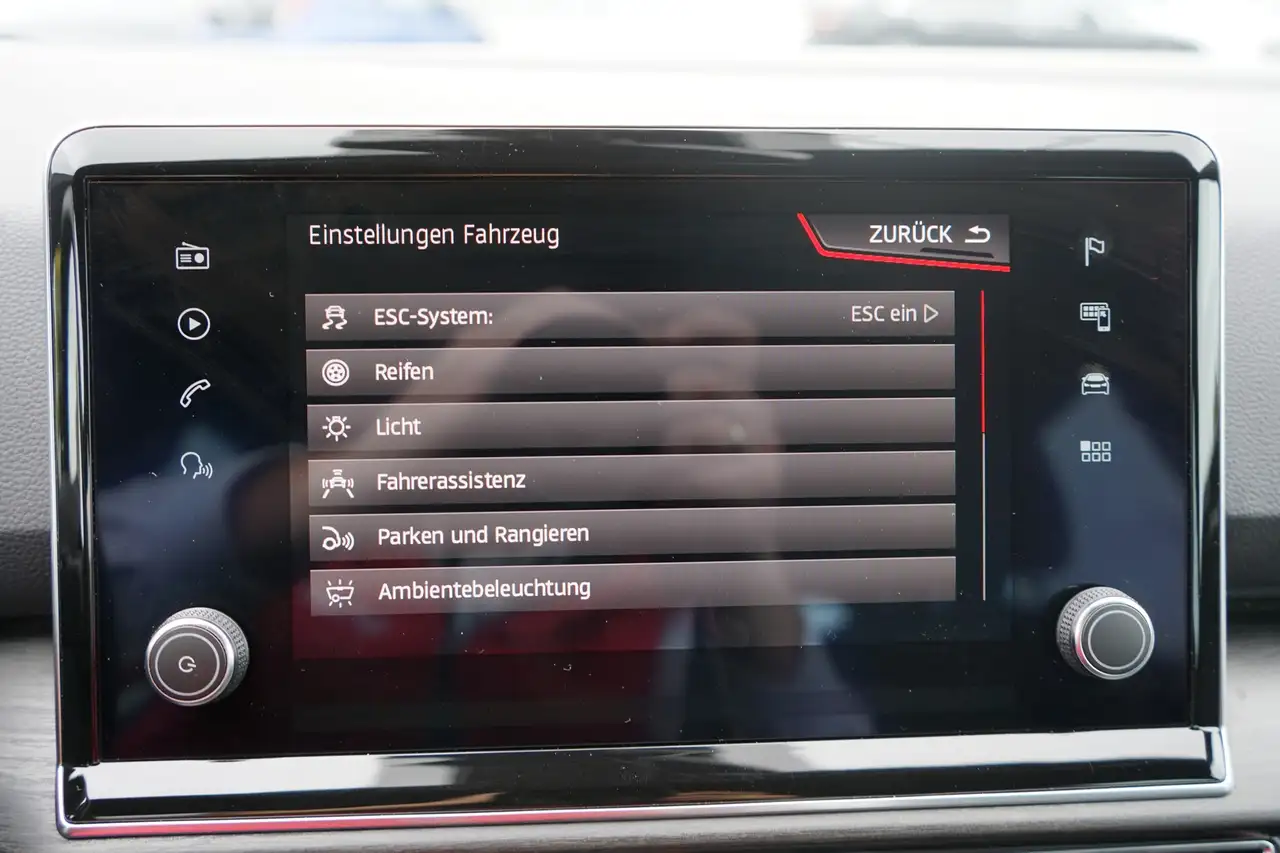 Einstellungen Fahrzeug
ZURÜCK
ESC-System: ESC ein
Reifen
Licht
Fahrerassistenz
Parken und Rangieren
Ambientebeleuchtung